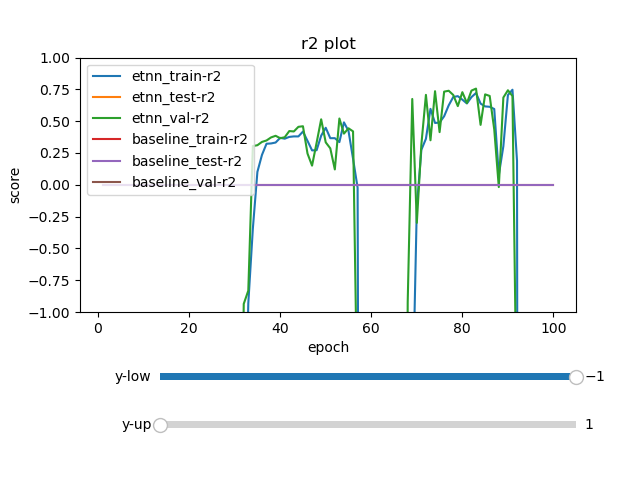 r2 plot
etnn_train-r2
etnn_test-r2
etnn_val-r2
baseline_train-r2
baseline_test-r2
baseline_val-r2
score
1.00
0.75
0.50
0.25
0.00
−0.25
−0.50
−0.75
−1.00
0 20 40 60 80 100
epoch
y-low −1
y-up 1